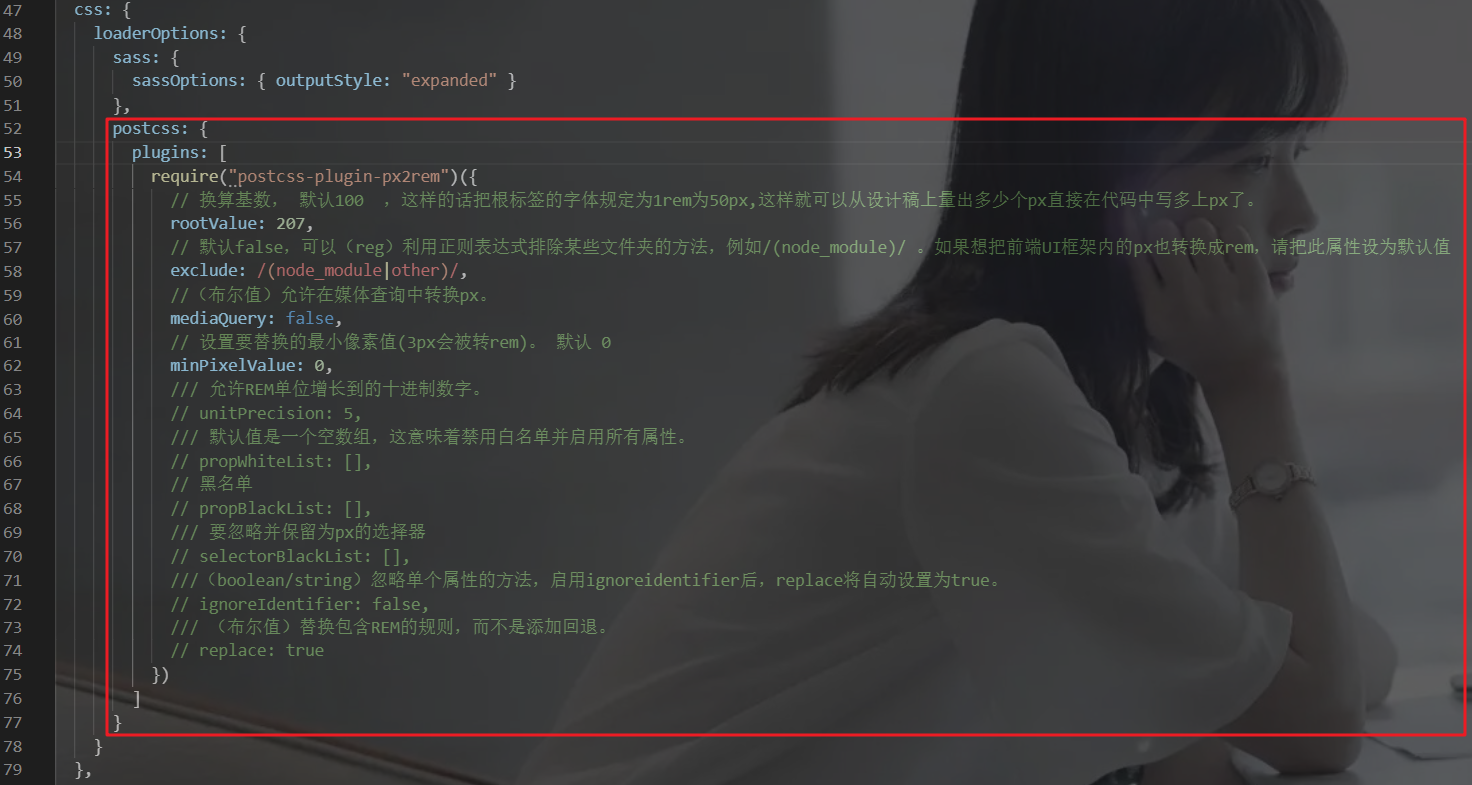 47 css: {
48 loaderOptions: {
49 sass: {
50 sassOptions: { outputStyle: "expanded" }
51 },
52 postcss: {
53 plugins: [
54 require("postcss-plugin-px2rem")({
55 // 换算基数， 默认100 ，这样的话把根标签的字体规定为1rem为50px,这样就可以从设计稿上量出多少个px直接在代码中写多上px了。
56 rootValue: 207,
57 // 默认false，可以（reg）利用正则表达式排除某些文件夹的方法，例如/(node_module)/ 。如果想把前端UI框架内的px也转换成rem，请把此属性设为默认值
58 exclude: /(node_module|other)/,
59 //（布尔值）允许在媒体查询中转换px。
60 mediaQuery: false,
61 // 设置要替换的最小像素值(3px会被转rem)。 默认 0
62 minPixelValue: 0,
63 /// 允许REM单位增长到的十进制数字。
64 // unitPrecision: 5,
65 /// 默认值是一个空数组，这意味着禁用白名单并启用所有属性。
66 // propWhiteList: [],
67 // 黑名单
68 // propBlackList: [],
69 /// 要忽略并保留为px的选择器
70 // selectorBlackList: [],
71 ///（boolean/string）忽略单个属性的方法，启用ignoreidentifier后，replace将自动设置为true。
72 // ignoreIdentifier: false,
73 /// （布尔值）替换包含REM的规则，而不是添加回退。
74 // replace: true
75 })
76 ]
77 }
78 }
79 },